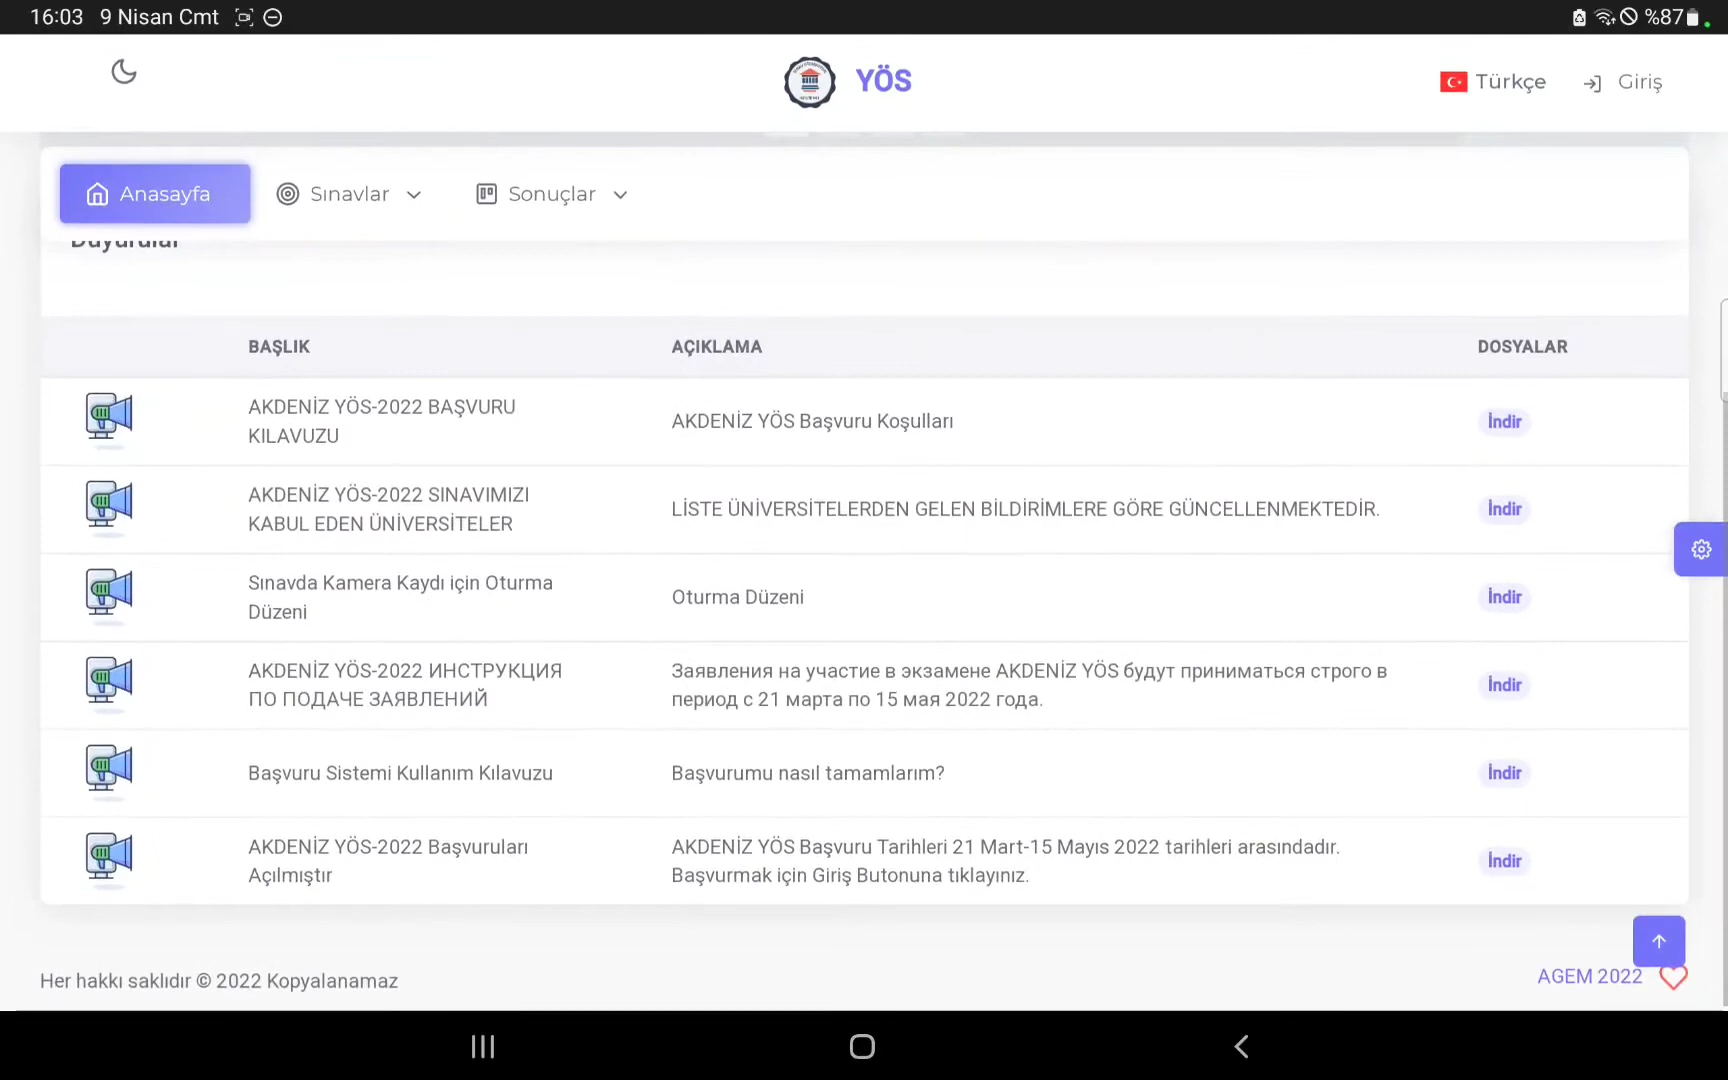 16:03 9 Nisan Cmt %87
YÖS
Türkçe
Giriş
Anasayfa
Sınavlar
Sonuçlar
Duyurular
BAŞLIK AÇIKLAMA DOSYALAR
AKDENİZ YÖS-2022 BAŞVURU
KILAVUZU
AKDENİZ YÖS Başvuru Koşulları
İndir
AKDENİZ YÖS-2022 SINAVIMIZI
KABUL EDEN ÜNİVERSİTELER
LİSTE ÜNİVERSİTELERDEN GELEN BİLDİRİMLERE GÖRE GÜNCELLENMEKTEDİR.
İndir
Sınavda Kamera Kaydı için Oturma
Düzeni
Oturma Düzeni
İndir
AKDENİZ YÖS-2022 ИНСТРУКЦИЯ
ПО ПОДАЧЕ ЗАЯВЛЕНИЙ
Заявления на участие в экзамене AKDENİZ YÖS будут приниматься строго в
период с 21 марта по 15 мая 2022 года.
İndir
Başvuru Sistemi Kullanım Kılavuzu
Başvurumu nasıl tamamlarım?
İndir
AKDENİZ YÖS-2022 Başvuruları
Açılmıştır
AKDENİZ YÖS Başvuru Tarihleri 21 Mart-15 Mayıs 2022 tarihleri arasındadır.
Başvurmak için Giriş Butonuna tıklayınız.
İndir
Her hakkı saklıdır © 2022 Kopyalanamaz
AGEM 2022